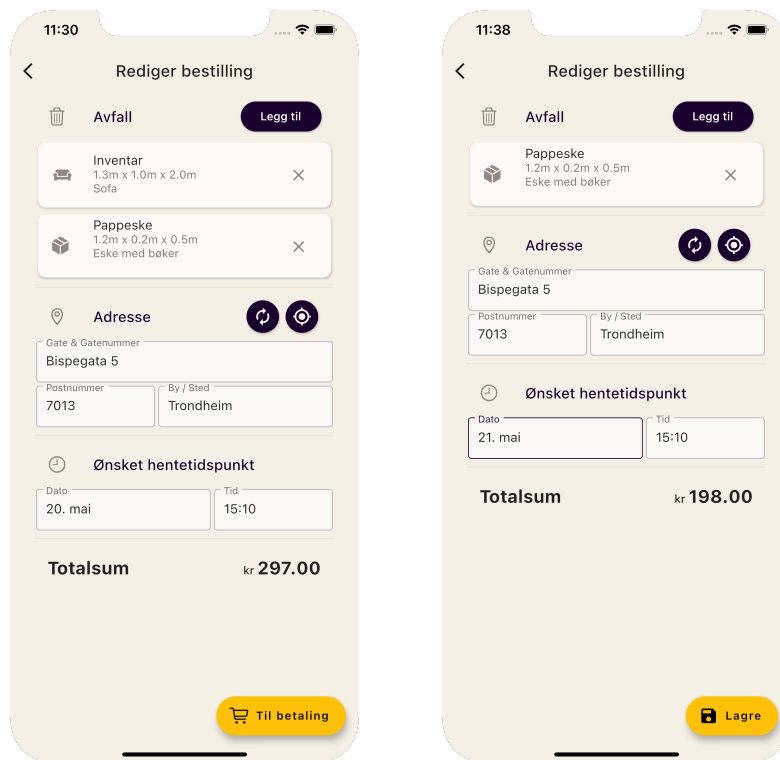 11:30
Rediger bestilling
Avfall
Legg til
Inventar
1.3m x 1.0m x 2.0m
Sofa
Pappeske
1.2m x 0.2m x 0.5m
Eske med bøker
Adresse
Gate & Gatenummer
Bispegata 5
Postnummer
By / Sted
7013
Trondheim
Ønsket hentetidspunkt
Dato
Tid
20. mai
15:10
Totalsum
kr 297.00
Til betaling
11:38
Rediger bestilling
Avfall
Legg til
Pappeske
1.2m x 0.2m x 0.5m
Eske med bøker
Adresse
Gate & Gatenummer
Bispegata 5
Postnummer
By / Sted
7013
Trondheim
Ønsket hentetidspunkt
Dato
Tid
21. mai
15:10
Totalsum
kr 198.00
Lagre